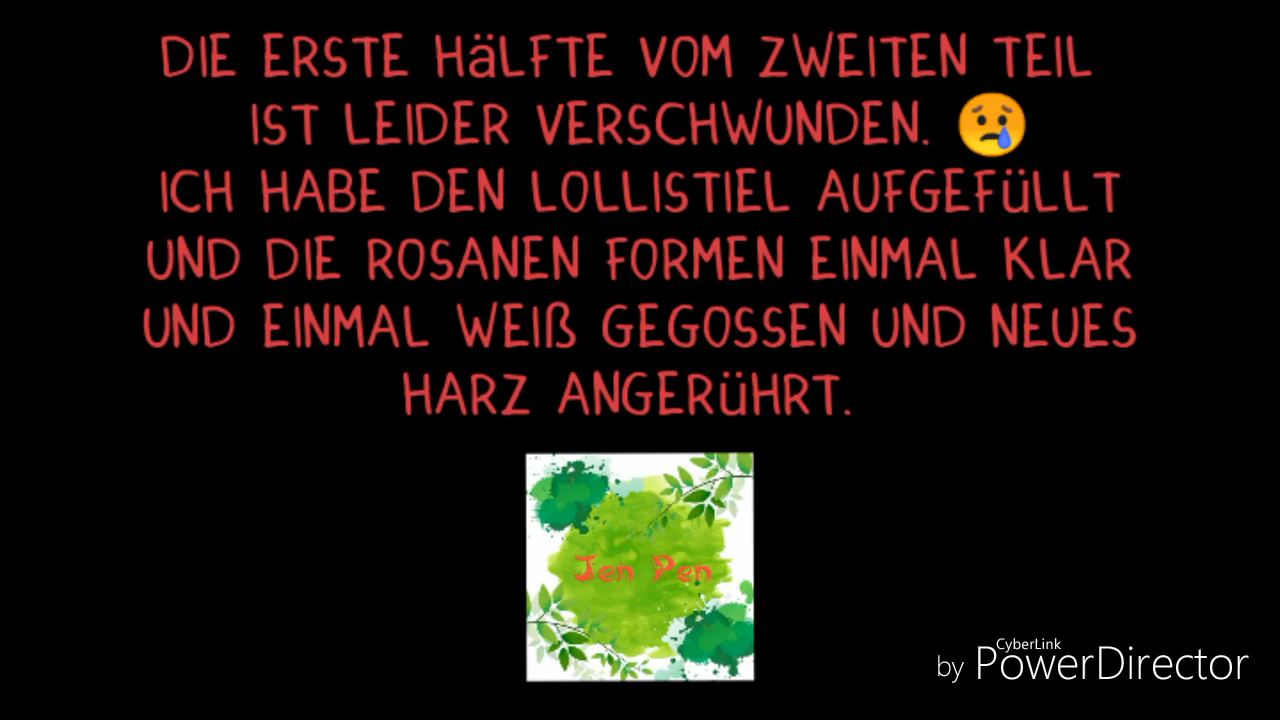 DIE ERSTE HäLFTE VOM ZWEITEN TEIL
IST LEIDER VERSCHWUNDEN. 😢
ICH HABE DEN LOLLISTIEL AUFGEFüLLT
UND DIE ROSANEN FORMEN EINMAL KLAR
UND EINMAL WEIß GEGOSSEN UND NEUES
HARZ ANGERüHRT.
Jen Pen
CyberLink
by PowerDirector